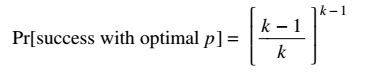 Pr[success with optimal p] = [(k − 1)/k]^{k−1}